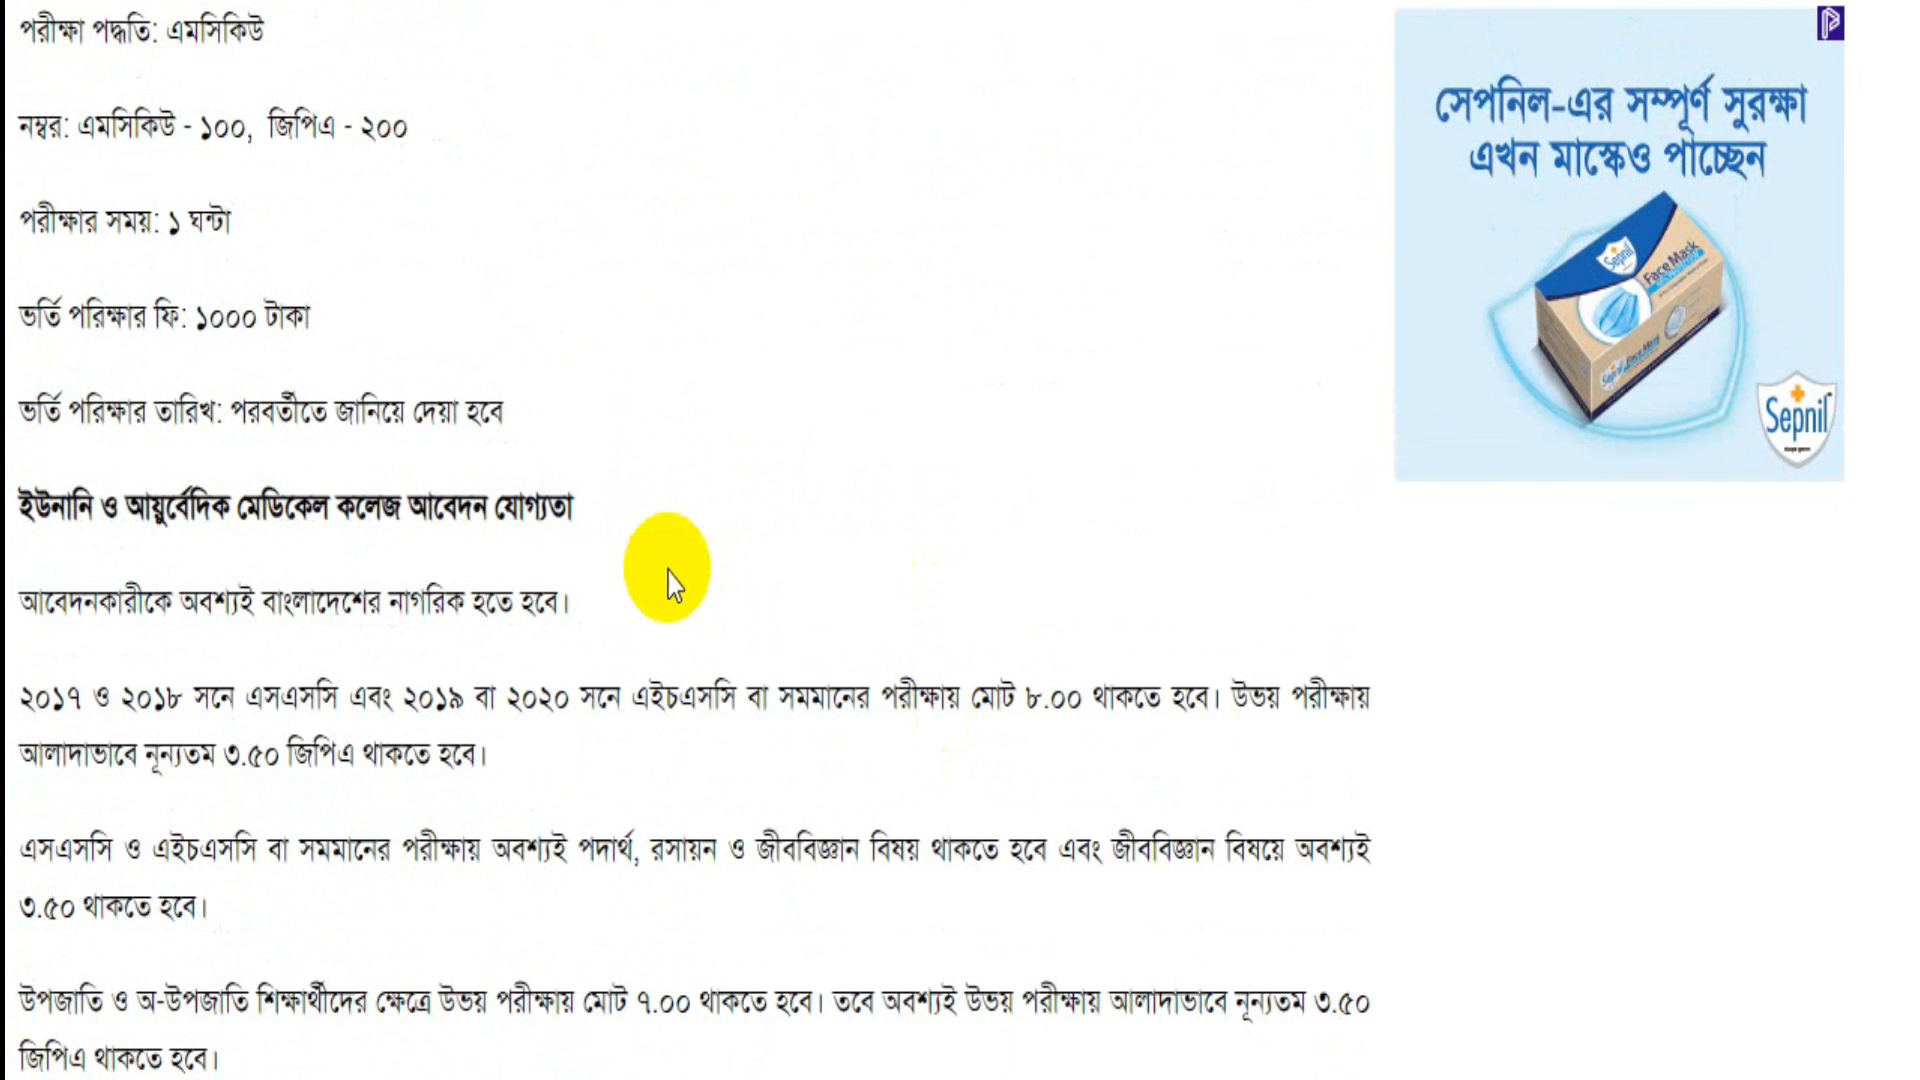 পরীক্ষা পদ্ধতি: এমসিকিউ
নম্বর: এমসিকিউ - ১০০, জিপিএ - ২০০
পরীক্ষার সময়: ১ ঘন্টা
ভর্তি পরিক্ষার ফি: ১০০০ টাকা
ভর্তি পরিক্ষার তারিখ: পরবর্তীতে জানিয়ে দেয়া হবে
ইউনানি ও আয়ুর্বেদিক মেডিকেল কলেজ আবেদন যোগ্যতা
আবেদনকারীকে অবশ্যই বাংলাদেশের নাগরিক হতে হবে।
২০১৭ ও ২০১৮ সনে এসএসসি এবং ২০১৯ বা ২০২০ সনে এইচএসসি বা সমমানের পরীক্ষায় মোট ৮.০০ থাকতে হবে। উভয় পরীক্ষায়
আলাদাভাবে নূন্যতম ৩.৫০ জিপিএ থাকতে হবে।
এসএসসি ও এইচএসসি বা সমমানের পরীক্ষায় অবশ্যই পদার্থ, রসায়ন ও জীববিজ্ঞান বিষয় থাকতে হবে এবং জীববিজ্ঞান বিষয়ে অবশ্যই
৩.৫০ থাকতে হবে।
উপজাতি ও অ-উপজাতি শিক্ষার্থীদের ক্ষেত্রে উভয় পরীক্ষায় মোট ৭.০০ থাকতে হবে। তবে অবশ্যই উভয় পরীক্ষায় আলাদাভাবে নূন্যতম ৩.৫০
জিপিএ থাকতে হবে।
সেপনিল-এর সম্পূর্ণ সুরক্ষা
এখন মাস্কেও পাচ্ছেন
Sepnil
Face Mask
Sepnil Face Mask
Sepnil